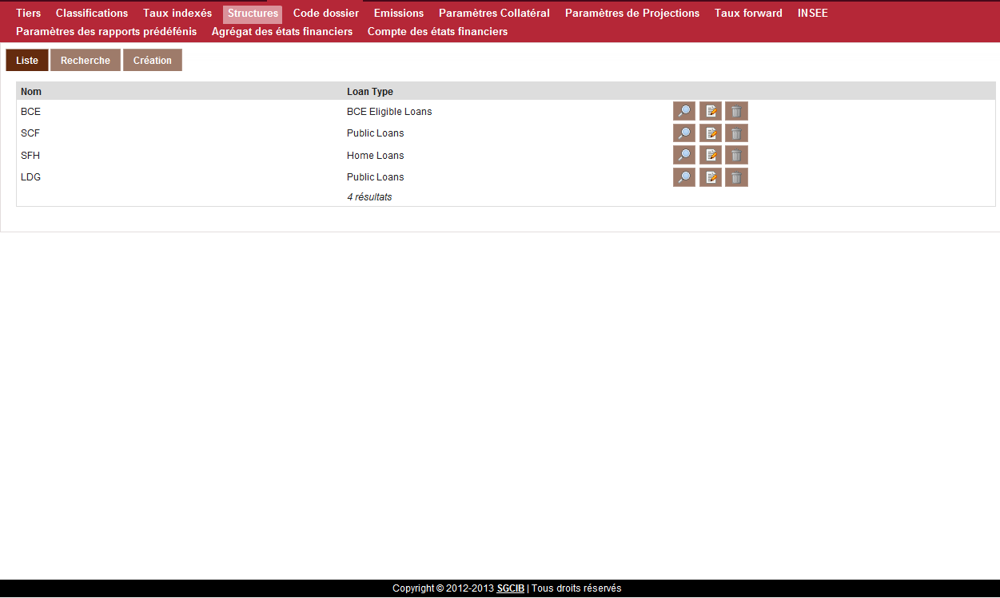 Tiers Classifications Taux indexés Structures Code dossier Emissions Paramètres Collatéral Paramètres de Projections Taux forward INSEE
Paramètres des rapports prédéfénis Agrégat des états financiers Compte des états financiers
Liste Recherche Création
Nom Loan Type
BCE BCE Eligible Loans
SCF Public Loans
SFH Home Loans
LDG Public Loans
4 résultats
Copyright © 2012-2013 SGCIB | Tous droits réservés